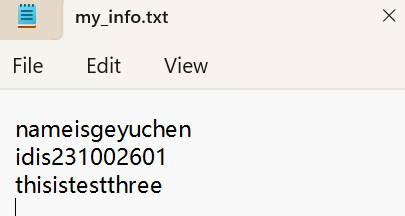 my_info.txt
File Edit View
nameisgeyuchen
idis231002601
thisistestthree